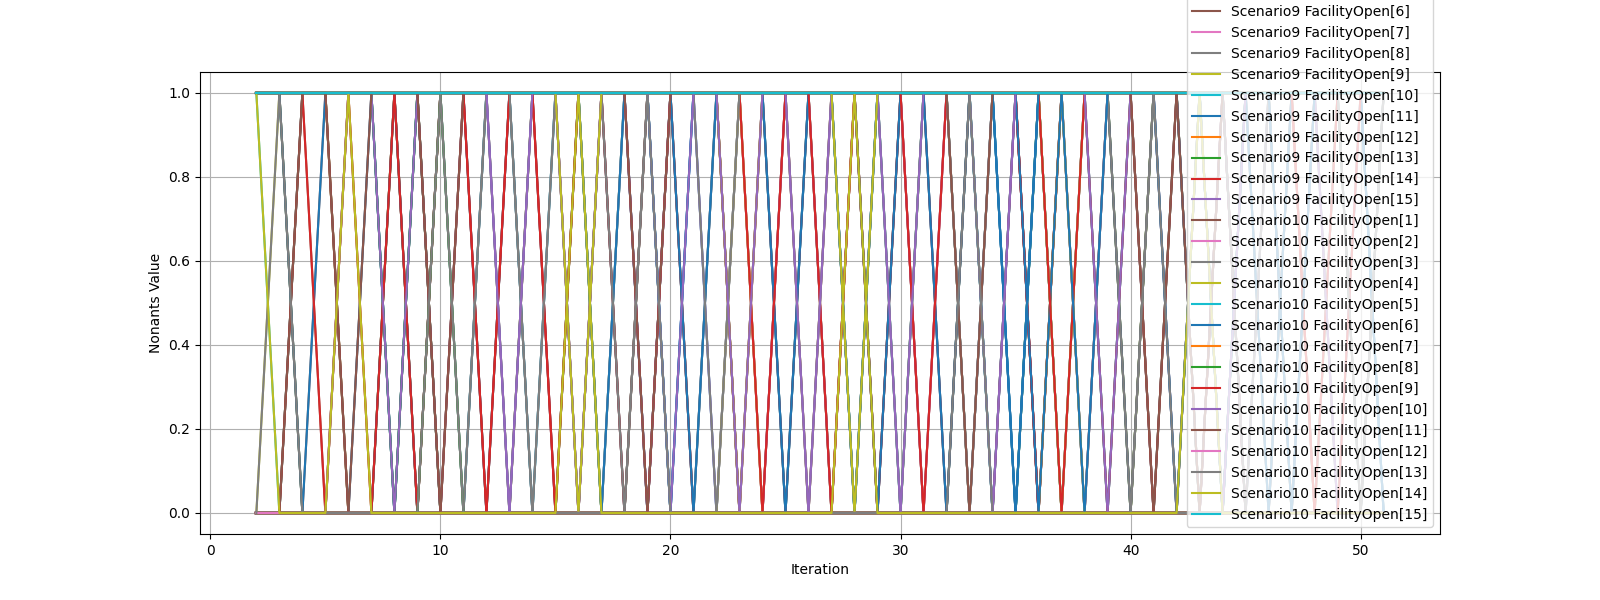 Scenario9 FacilityOpen[6]
Scenario9 FacilityOpen[7]
Scenario9 FacilityOpen[8]
Scenario9 FacilityOpen[9]
Scenario9 FacilityOpen[10]
Scenario9 FacilityOpen[11]
Scenario9 FacilityOpen[12]
Scenario9 FacilityOpen[13]
Scenario9 FacilityOpen[14]
Scenario9 FacilityOpen[15]
Scenario10 FacilityOpen[1]
Scenario10 FacilityOpen[2]
Scenario10 FacilityOpen[3]
Scenario10 FacilityOpen[4]
Scenario10 FacilityOpen[5]
Scenario10 FacilityOpen[6]
Scenario10 FacilityOpen[7]
Scenario10 FacilityOpen[8]
Scenario10 FacilityOpen[9]
Scenario10 FacilityOpen[10]
Scenario10 FacilityOpen[11]
Scenario10 FacilityOpen[12]
Scenario10 FacilityOpen[13]
Scenario10 FacilityOpen[14]
Scenario10 FacilityOpen[15]
Nonants Value
1.0
0.8
0.6
0.4
0.2
0.0
0 10 20 30 40 50
Iteration